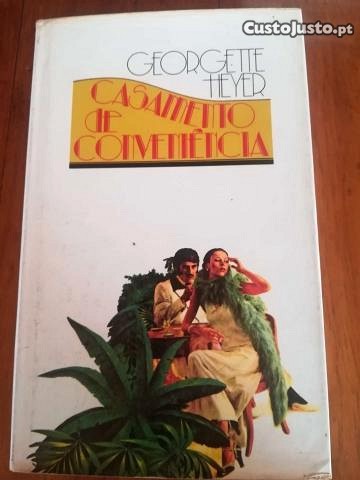 CustoJusto.pt
GEORGETTE
HEYER
CASAMENTO
de
CONVENIÊNCIA